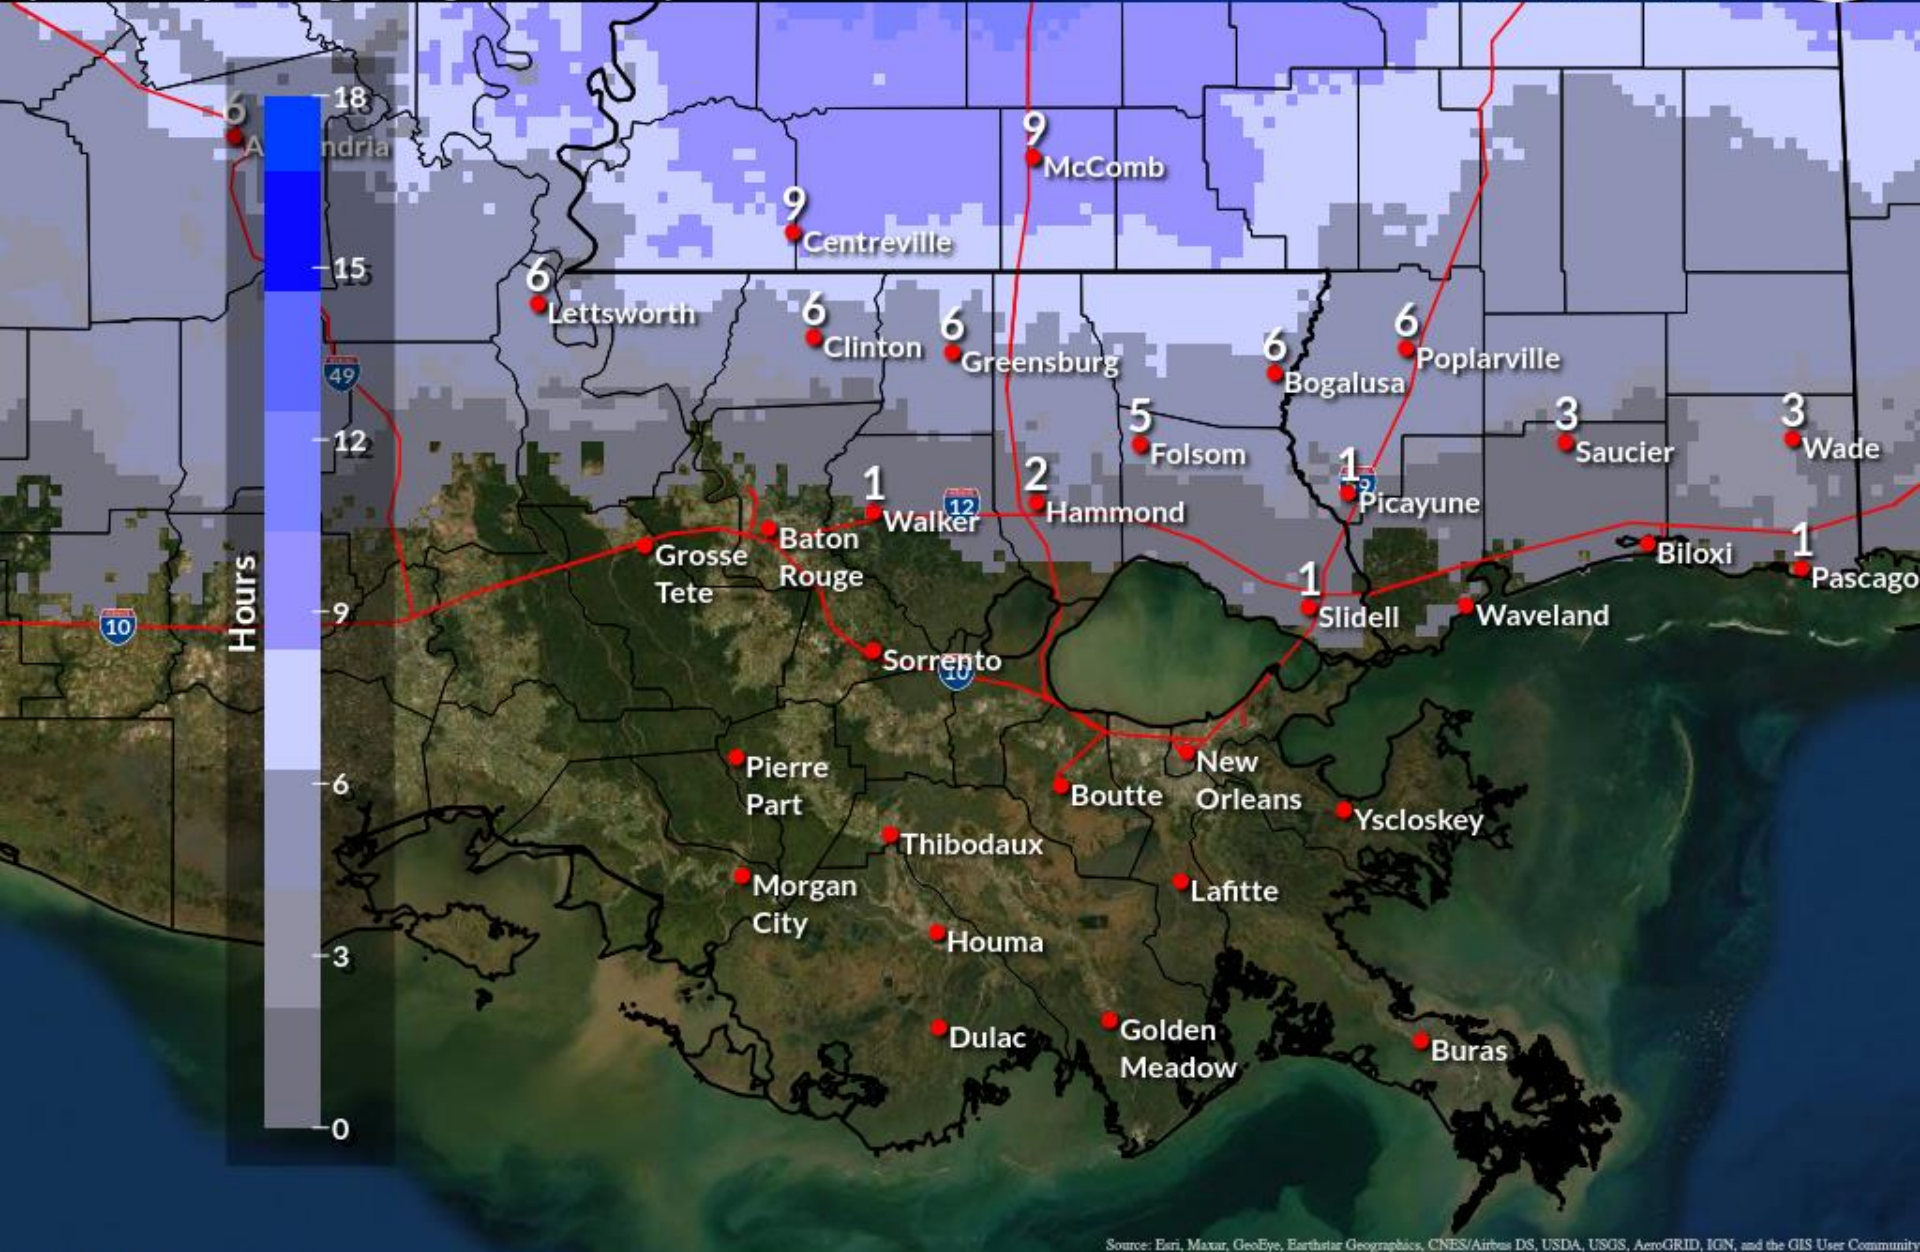 18
15
12
9
6
3
0
Hours
6
49
10
9
McComb
9
Centreville
6
Lettsworth
6
Clinton
6
Greensburg
6
Bogalusa
6
Poplarville
5
Folsom
3
Saucier
3
Wade
1
Walker
12
2
Hammond
1
Picayune
Baton
Rouge
Grosse
Tete
1
Slidell
Waveland
Biloxi
1
Pascago
Sorrento
10
Pierre
Part
New
Orleans
Boutte
Yscloskey
Thibodaux
Morgan
City
Lafitte
Houma
Dulac
Golden
Meadow
Buras
Source: Esri, Maxar, GeoEye, Earthstar Geographics, CNES/Airbus DS, USDA, USGS, AeroGRID, IGN, and the GIS User Community